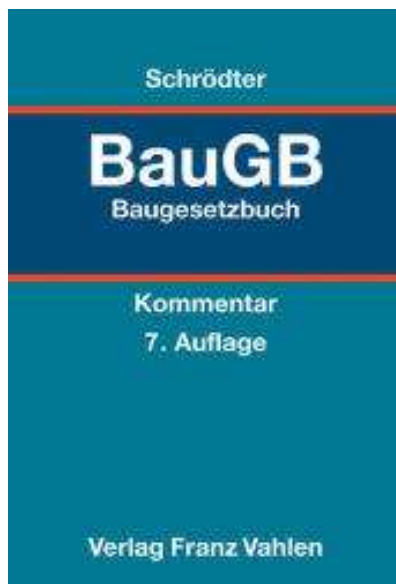 Schrödter
BauGB
Baugesetzbuch
Kommentar
7. Auflage
Verlag Franz Vahlen